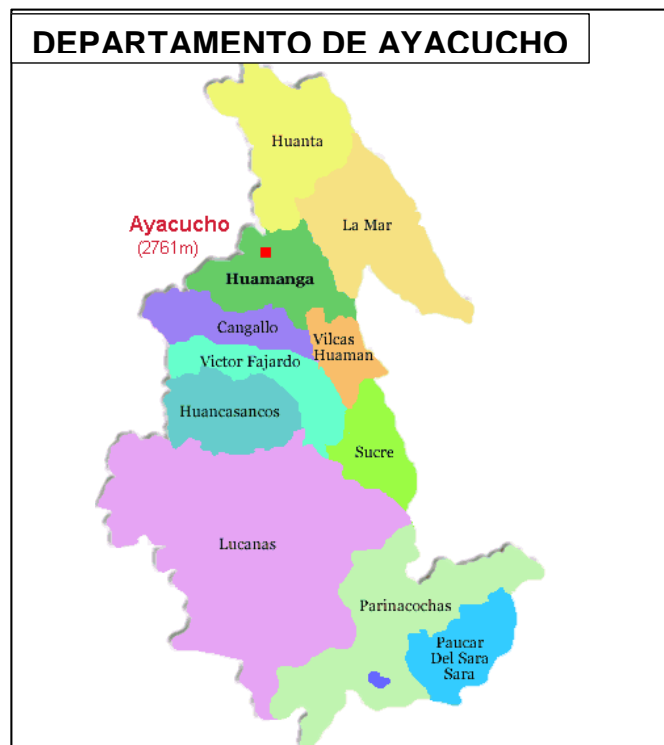 DEPARTAMENTO DE AYACUCHO
Huanta
La Mar
Ayacucho
(2761m)
Huamanga
Cangallo
Vilcas
Huaman
Victor Fajardo
Huancasancos
Sucre
Lucanas
Parinacochas
Paucar
Del Sara
Sara